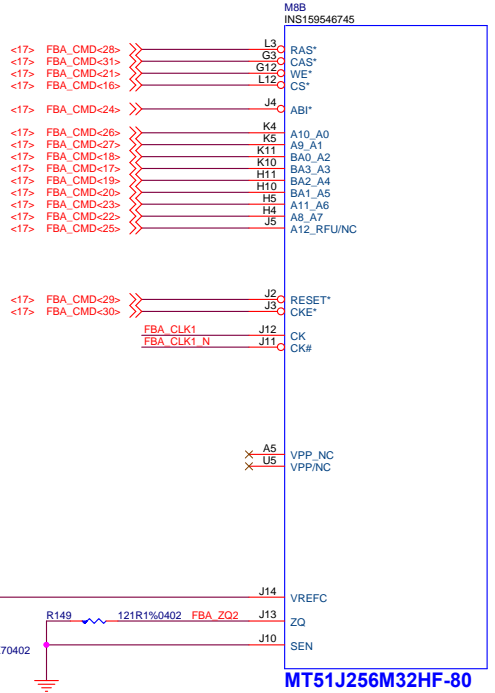 M8B
INS159546745
<17> FBA_CMD<28> L3 RAS*
<17> FBA_CMD<31> G3 CAS*
<17> FBA_CMD<21> G12 WE*
<17> FBA_CMD<16> L12 CS*
<17> FBA_CMD<24> J4 ABI*
<17> FBA_CMD<26> K4 A10_A0
<17> FBA_CMD<27> K5 A9_A1
<17> FBA_CMD<18> K11 BA0_A2
<17> FBA_CMD<17> K10 BA3_A3
<17> FBA_CMD<19> H11 BA2_A4
<17> FBA_CMD<20> H10 BA1_A5
<17> FBA_CMD<23> H5 A11_A6
<17> FBA_CMD<22> H4 A8_A7
<17> FBA_CMD<25> J5 A12_RFU/NC
<17> FBA_CMD<29> J2 RESET*
<17> FBA_CMD<30> J3 CKE*
FBA_CLK1 J12 CK
FBA_CLK1_N J11 CK#
A5 VPP_NC
U5 VPP/NC
J14 VREFC
R149 121R1%0402 FBA_ZQ2 J13 ZQ
J10 SEN
70402
MT51J256M32HF-80